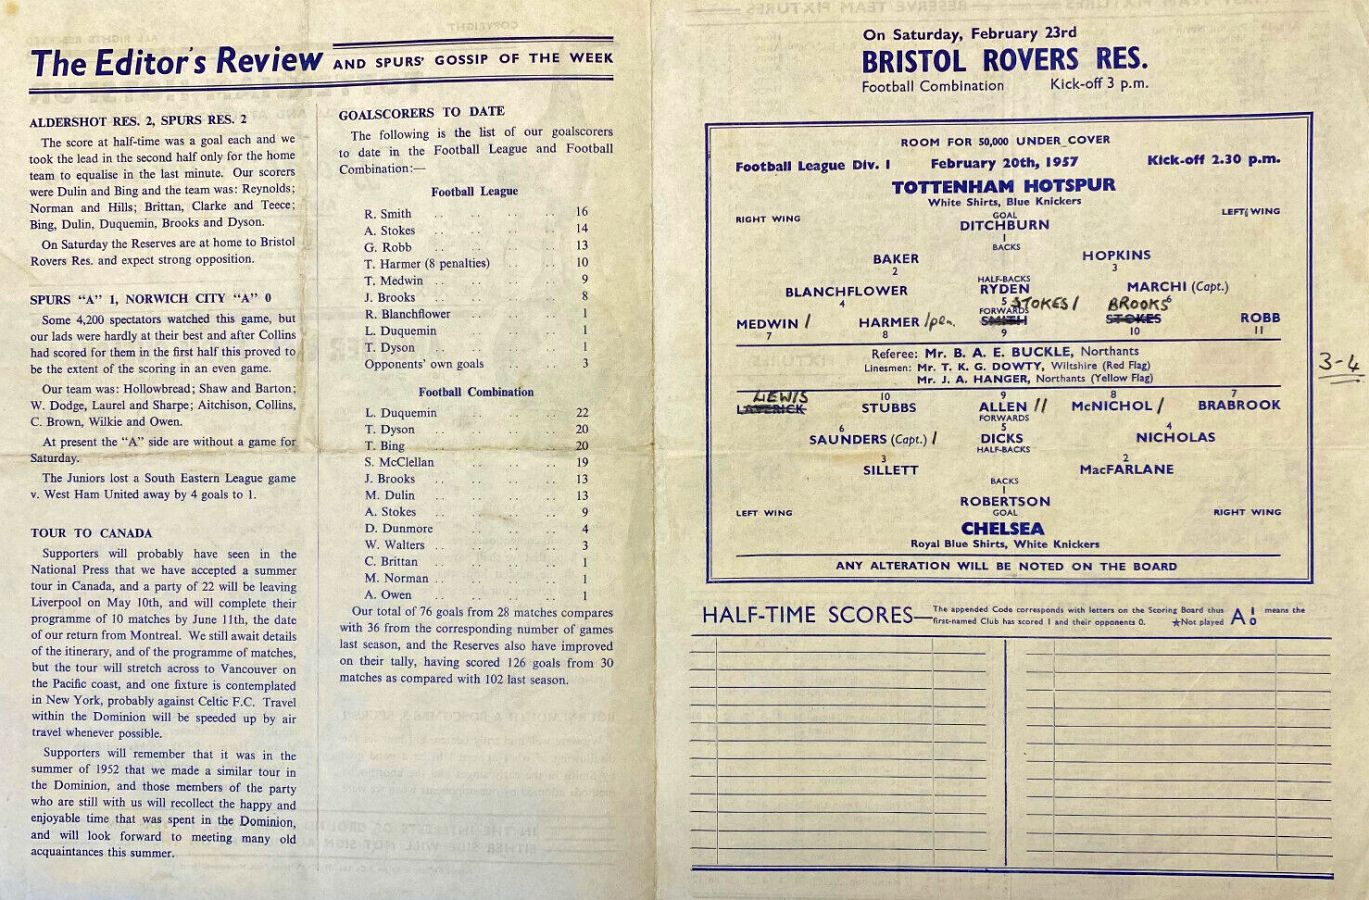 The Editor's Review AND SPURS' GOSSIP OF THE WEEK
ALDERSHOT RES. 2, SPURS RES. 2
The score at half-time was a goal each and we
took the lead in the second half only for the home
team to equalise in the last minute. Our scorers
were Dulin and Bing and the team was: Reynolds;
Norman and Hills; Brittan, Clarke and Teece;
Bing, Dulin, Duquemin, Brooks and Dyson.
On Saturday the Reserves are at home to Bristol
Rovers Res. and expect strong opposition.
SPURS "A" 1, NORWICH CITY "A" 0
Some 4,200 spectators watched this game, but
our lads were hardly at their best and after Collins
had scored for them in the first half this proved to
be the extent of the scoring in an even game.
Our team was: Hollowbread; Shaw and Barton;
W. Dodge, Laurel and Sharpe; Aitchison, Collins,
C. Brown, Wilkie and Owen.
At present the "A" side are without a game for
Saturday.
The Juniors lost a South Eastern League game
v. West Ham United away by 4 goals to 1.
TOUR TO CANADA
Supporters will probably have seen in the
National Press that we have accepted a summer
tour in Canada, and a party of 22 will be leaving
Liverpool on May 10th, and will complete their
programme of 10 matches by June 11th, the date
of our return from Montreal. We still await details
of the itinerary, and of the programme of matches,
but the tour will stretch across to Vancouver on
the Pacific coast, and one fixture is contemplated
in New York, probably against Celtic F.C. Travel
within the Dominion will be speeded up by air
travel whenever possible.
Supporters will remember that it was in the
summer of 1952 that we made a similar tour in
the Dominion, and those members of the party
who are still with us will recollect the happy and
enjoyable time that was spent in the Dominion,
and will look forward to meeting many old
acquaintances this summer.
GOALSCORERS TO DATE
The following is the list of our goalscorers
to date in the Football League and Football
Combination:—
Football League
R. Smith .. .. .. .. 16
A. Stokes .. .. .. .. 14
G. Robb .. .. .. .. 13
T. Harmer (8 penalties) .. .. 10
T. Medwin .. .. .. .. 9
J. Brooks .. .. .. .. 8
R. Blanchflower .. .. .. 1
L. Duquemin .. .. .. 1
T. Dyson .. .. .. .. 1
Opponents' own goals .. .. 3
Football Combination
L. Duquemin .. .. .. 22
T. Dyson .. .. .. .. 20
T. Bing .. .. .. .. 20
S. McClellan .. .. .. 19
J. Brooks .. .. .. .. 13
M. Dulin .. .. .. .. 13
A. Stokes .. .. .. .. 9
D. Dunmore .. .. .. 4
W. Walters .. .. .. .. 3
C. Brittan .. .. .. .. 1
M. Norman .. .. .. .. 1
A. Owen .. .. .. .. 1
Our total of 76 goals from 28 matches compares
with 36 from the corresponding number of games
last season, and the Reserves also have improved
on their tally, having scored 126 goals from 30
matches as compared with 102 last season.
On Saturday, February 23rd
BRISTOL ROVERS RES.
Football Combination Kick-off 3 p.m.
ROOM FOR 50,000 UNDER COVER
Football League Div. 1 February 20th, 1957 Kick-off 2.30 p.m.
TOTTENHAM HOTSPUR
White Shirts, Blue Knickers
RIGHT WING GOAL LEFT WING
DITCHBURN
1
BACKS
BAKER HOPKINS
2 3
HALF-BACKS
BLANCHFLOWER RYDEN MARCHI (Capt.)
4 5 6
STOKES / BROOKS
FORWARDS
MEDWIN / HARMER /pen. SMITH STOKES ROBB
7 8 9 10 11
Referee: Mr. B. A. E. BUCKLE, Northants
Linesmen: Mr. T. K. G. DOWTY, Wiltshire (Red Flag)
Mr. J. A. HANGER, Northants (Yellow Flag)
3-4
LEWIS
10 9 8 7
STUBBS ALLEN // McNICHOL / BRABROOK
FORWARDS
6 5 4
SAUNDERS (Capt.) / DICKS NICHOLAS
HALF-BACKS
3 2
SILLETT MacFARLANE
BACKS
1
ROBERTSON
LEFT WING GOAL RIGHT WING
CHELSEA
Royal Blue Shirts, White Knickers
ANY ALTERATION WILL BE NOTED ON THE BOARD
HALF-TIME SCORES—The appended Code corresponds with letters on the Scoring Board thus A 1 0 means the
first-named Club has scored 1 and their opponents 0. ★Not played